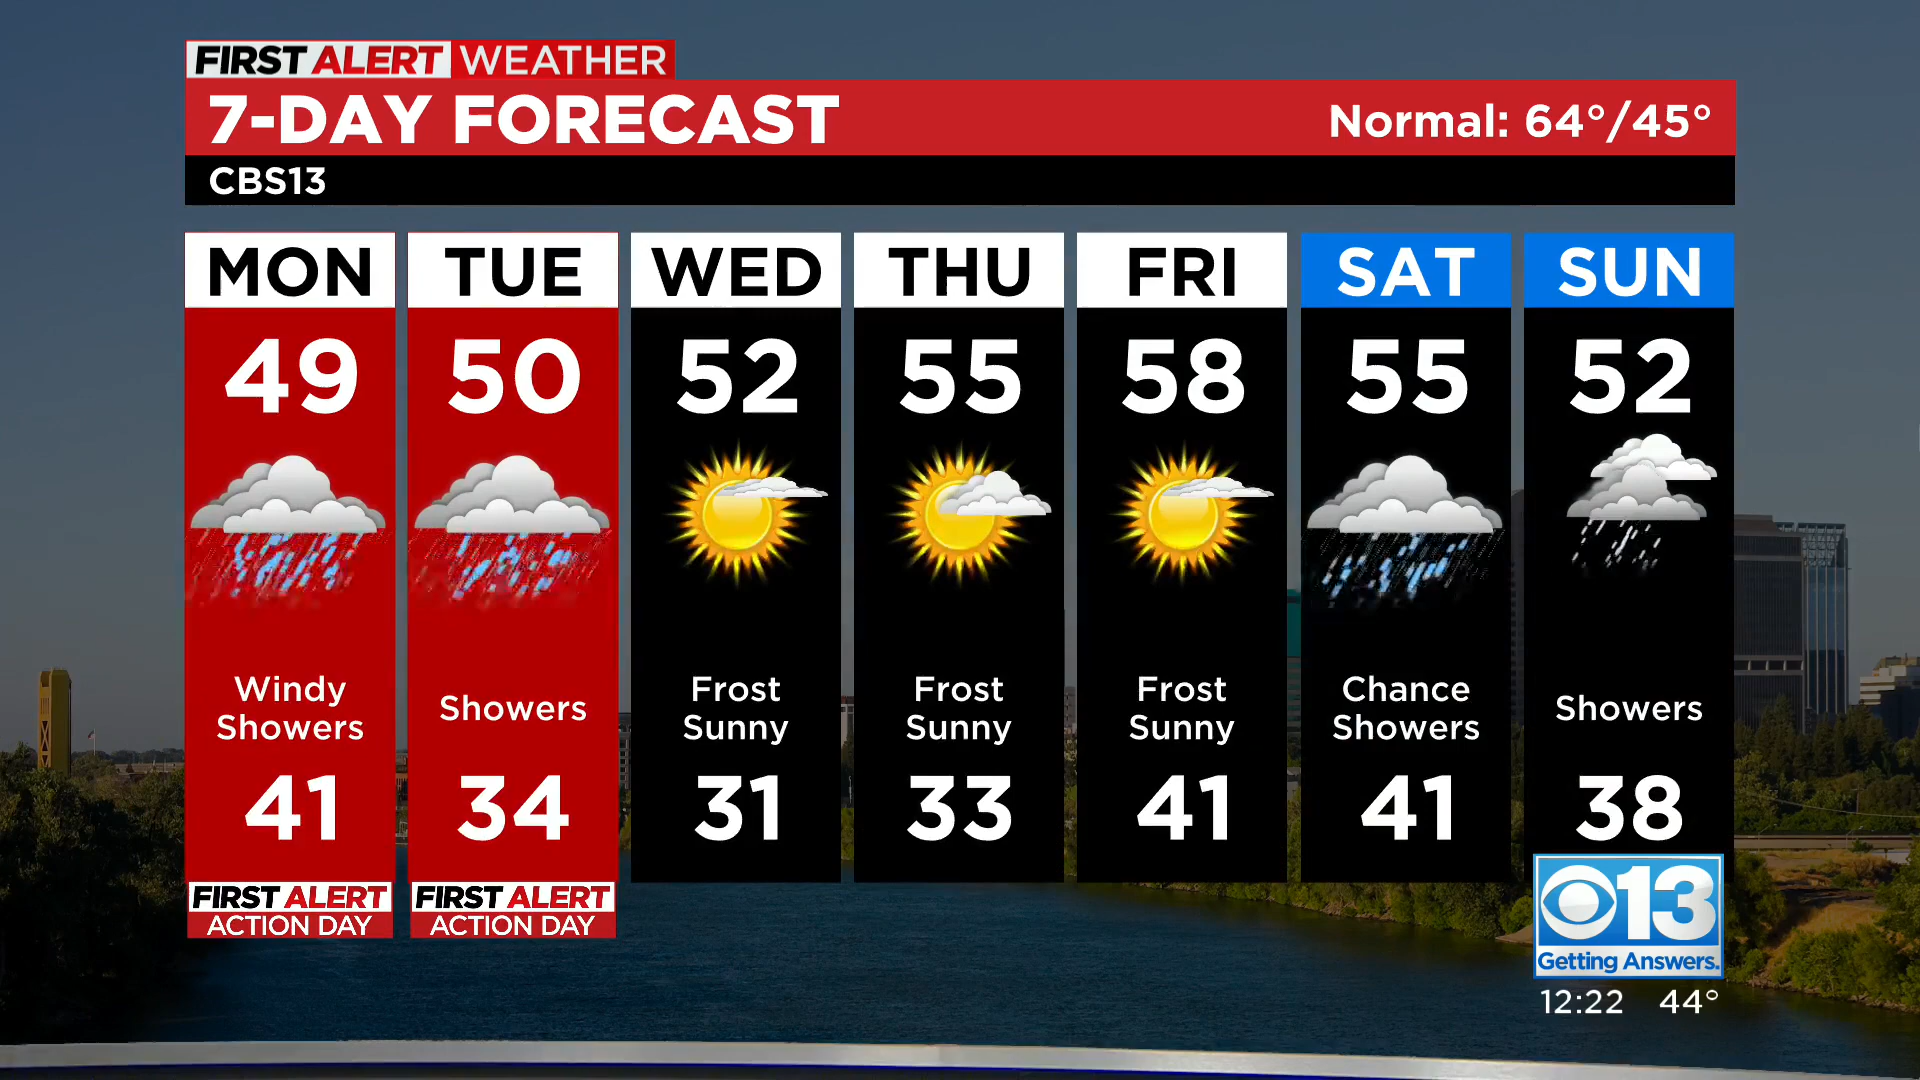 FIRST ALERT WEATHER
7-DAY FORECAST
Normal: 64°/45°
CBS13
MON
TUE
WED
THU
FRI
SAT
SUN
49
50
52
55
58
55
52
Windy
Showers
Showers
Frost
Sunny
Frost
Sunny
Frost
Sunny
Chance
Showers
Showers
41
34
31
33
41
41
38
FIRST ALERT
ACTION DAY
FIRST ALERT
ACTION DAY
13
Getting Answers.
12:22 44°